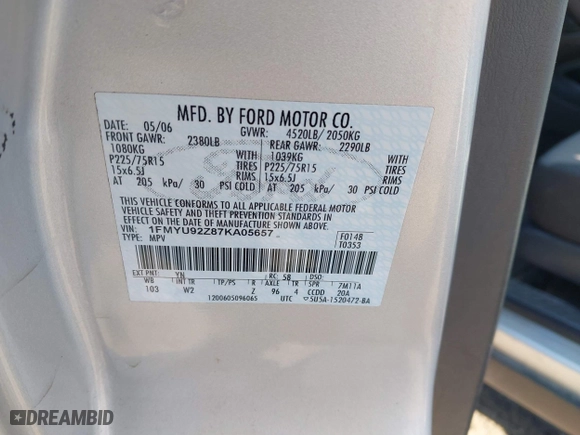 MFD. BY FORD MOTOR CO.
05/06 GVWR: 4520LB/ 2050KG
FRONT GAWR: 2380LB REAR GAWR: 2290LB
1080KG 1039KG
P225/75R15 TIRES P225/75R15 TIRES
15x6.5J RIMS 15x6.5J RIMS
AT 205 kPa/ 30 PSI COLD AT 205 kPa/ 30 PSI COLD
THIS VEHICLE CONFORMS TO ALL APPLICABLE FEDERAL MOTOR
VEHICLE SAFETY AND THEFT PREVENTION STANDARDS IN
EFFECT ON THE DATE OF MANUFACTURE SHOWN ABOVE.
VIN: 1FMYU92Z87KA05657
TYPE: MPV
F0148
T0353
EXT PNT: YN RC: 58 DSO:
WB INT TR TP/PS R AXLE TR SPR 7M11A
103 W2 Z 96 4 CCDD 20A
1200605096065 UTC 5U5A-1520472-BA
Ford
DREAMBID